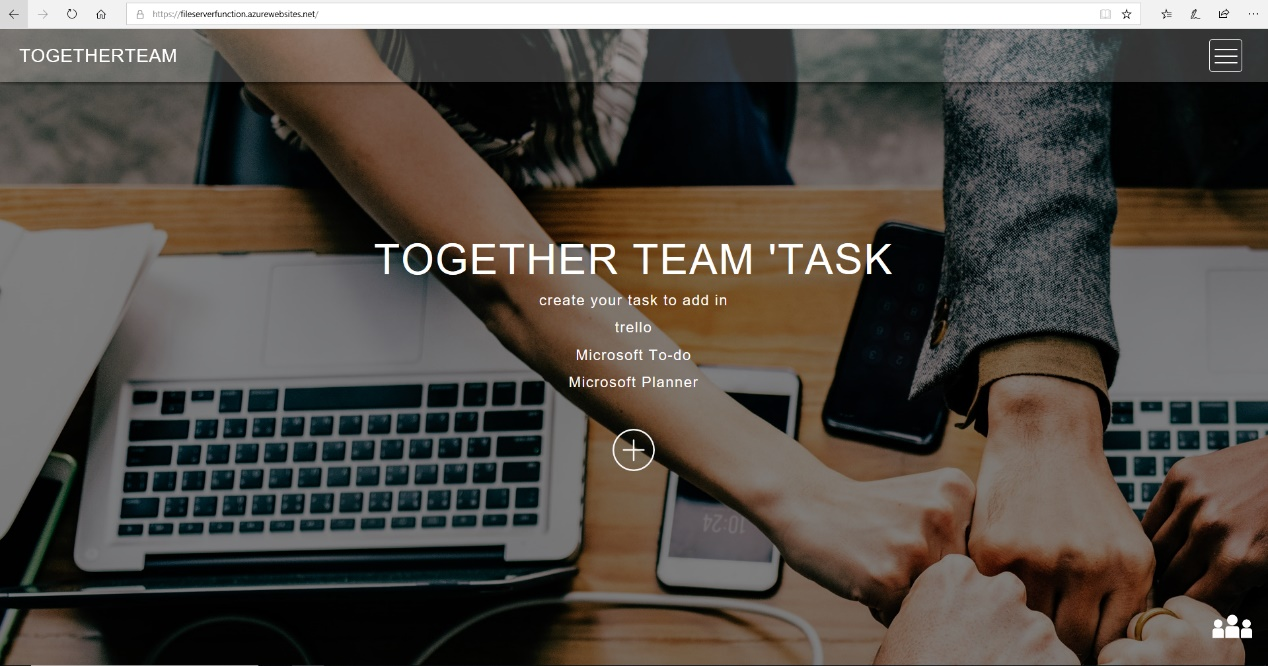 https://fileserverfunction.azurewebsites.net/
TOGETHERTEAM
TOGETHER TEAM 'TASK
create your task to add in
trello
Microsoft To-do
Microsoft Planner
10:24